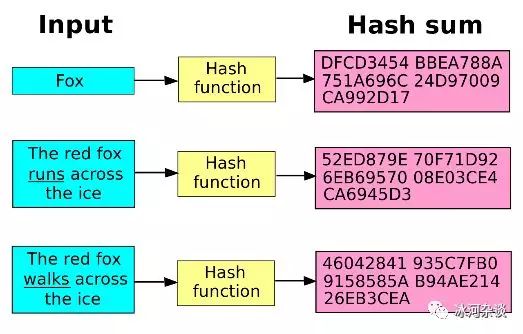 Input
Hash sum
Fox
Hash
function
DFCD3454 BBEA788A
751A696C 24D97009
CA992D17
The red fox
runs across
the ice
Hash
function
52ED879E 70F71D92
6EB69570 08E03CE4
CA6945D3
The red fox
walks across
the ice
Hash
function
46042841 935C7FB0
9158585A B94AE214
26EB3CEA
冰河杂谈